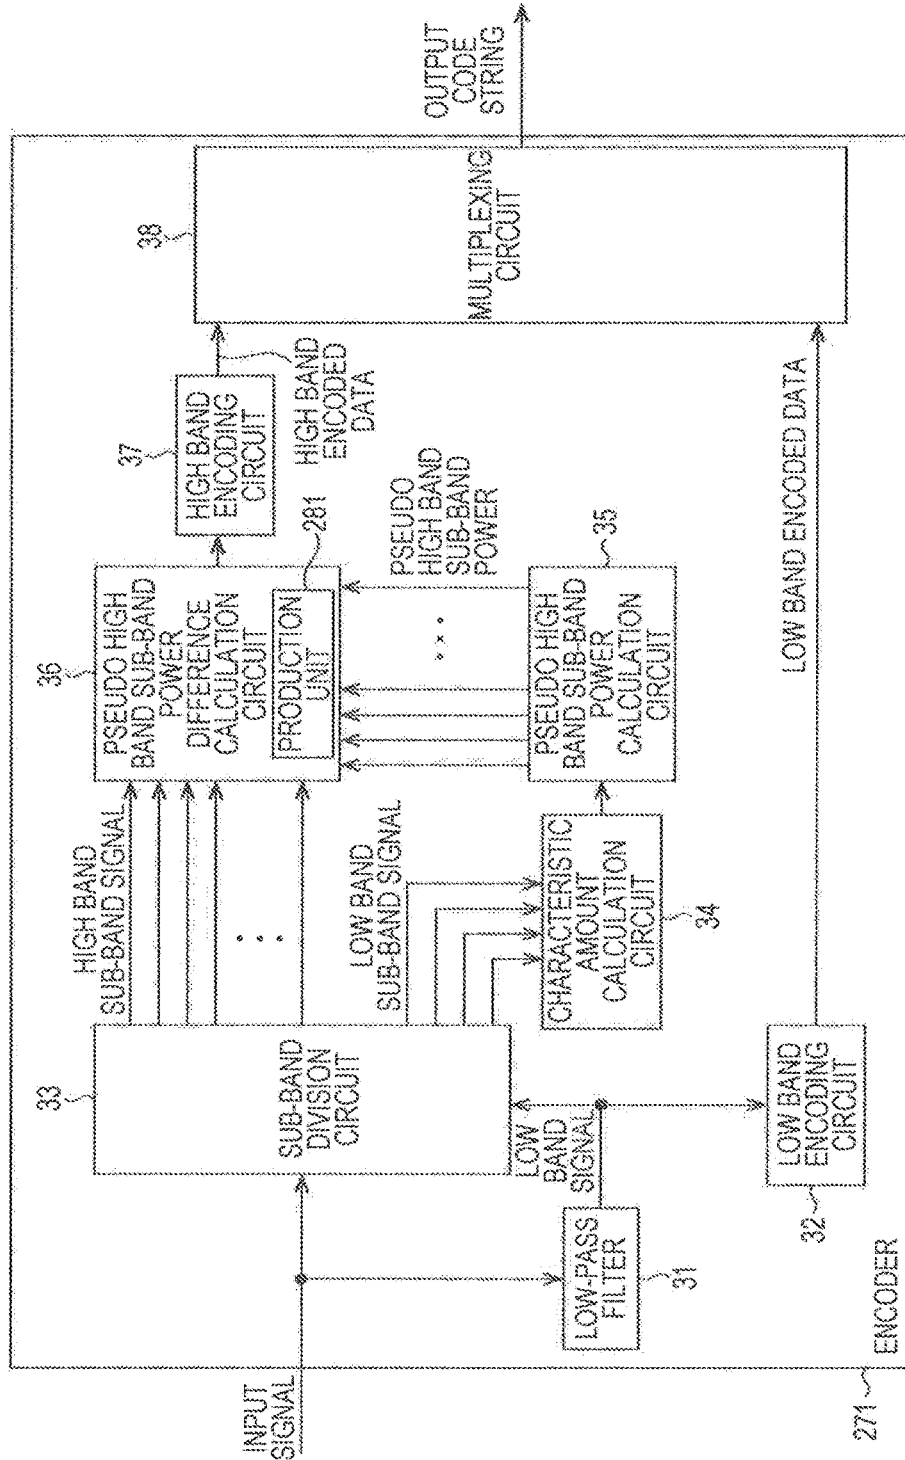 INPUT
SIGNAL
271
ENCODER
33
SUB-BAND
DIVISION
CIRCUIT
LOW
BAND
SIGNAL
LOW-PASS
FILTER
31
32
LOW BAND
ENCODING
CIRCUIT
HIGH BAND
SUB-BAND SIGNAL
LOW BAND
SUB-BAND SIGNAL
CHARACTERISTIC
AMOUNT
CALCULATION
CIRCUIT
34
36
PSEUDO HIGH
BAND SUB-BAND
POWER
DIFFERENCE
CALCULATION
CIRCUIT
PRODUCTION
UNIT
281
PSEUDO
HIGH BAND
SUB-BAND
POWER
35
PSEUDO HIGH
BAND SUB-BAND
POWER
CALCULATION
CIRCUIT
37
HIGH BAND
ENCODING
CIRCUIT
HIGH BAND
ENCODED
DATA
LOW BAND ENCODED DATA
38
MULTIPLEXING
CIRCUIT
OUTPUT
CODE
STRING